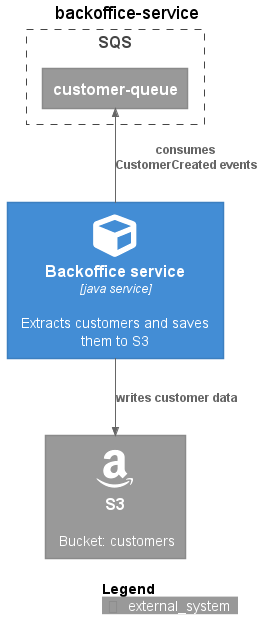 backoffice-service
SQS
customer-queue
consumes
CustomerCreated events
Backoffice service
[java service]
Extracts customers and saves
them to S3
writes customer data
S3
Bucket: customers
Legend
external_system